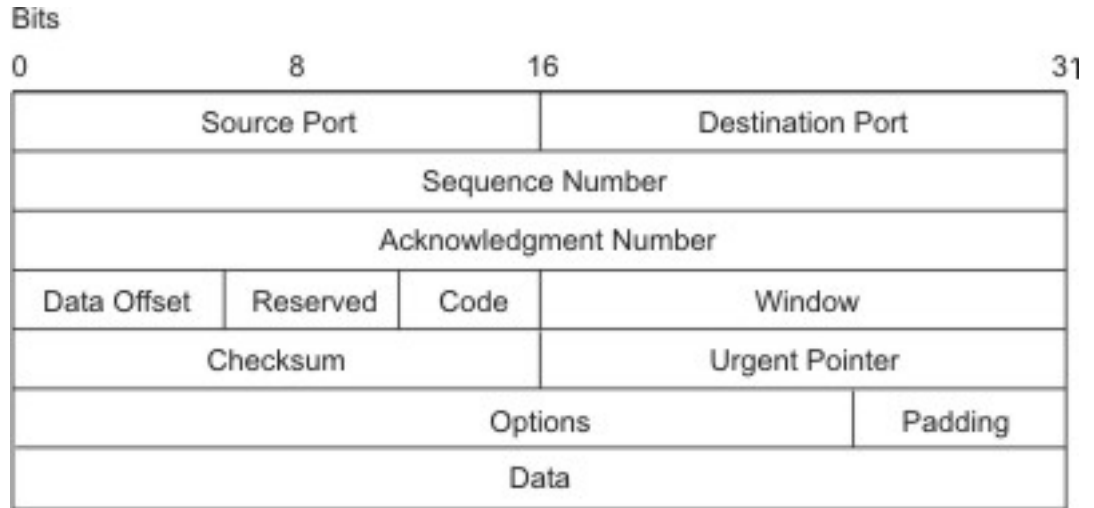 Bits
0 8 16 31
Source Port Destination Port
Sequence Number
Acknowledgment Number
Data Offset Reserved Code Window
Checksum Urgent Pointer
Options Padding
Data